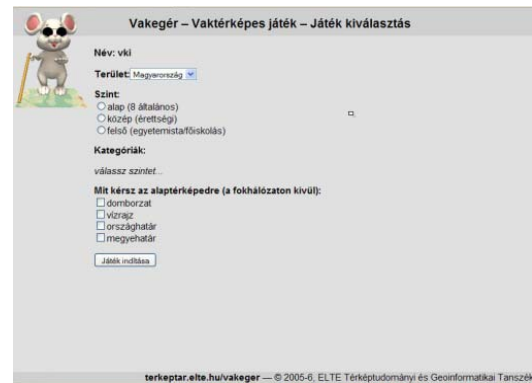 Vakegér – Vaktérképes játék – Játék kiválasztás
Név: vki
Terület: Magyarország
Szint:
alap (8 általános)
közép (érettségi)
felső (egyetemista/főiskolás)
Kategóriák:
válassz szintet...
Mit kérsz az alaptérképedre (a fokhálózaton kívül):
domborzat
vízrajz
országhatár
megyehatár
Játék indítása
terkeptar.elte.hu/vakeger — © 2005-6, ELTE Térképtudományi és Geoinformatikai Tanszék